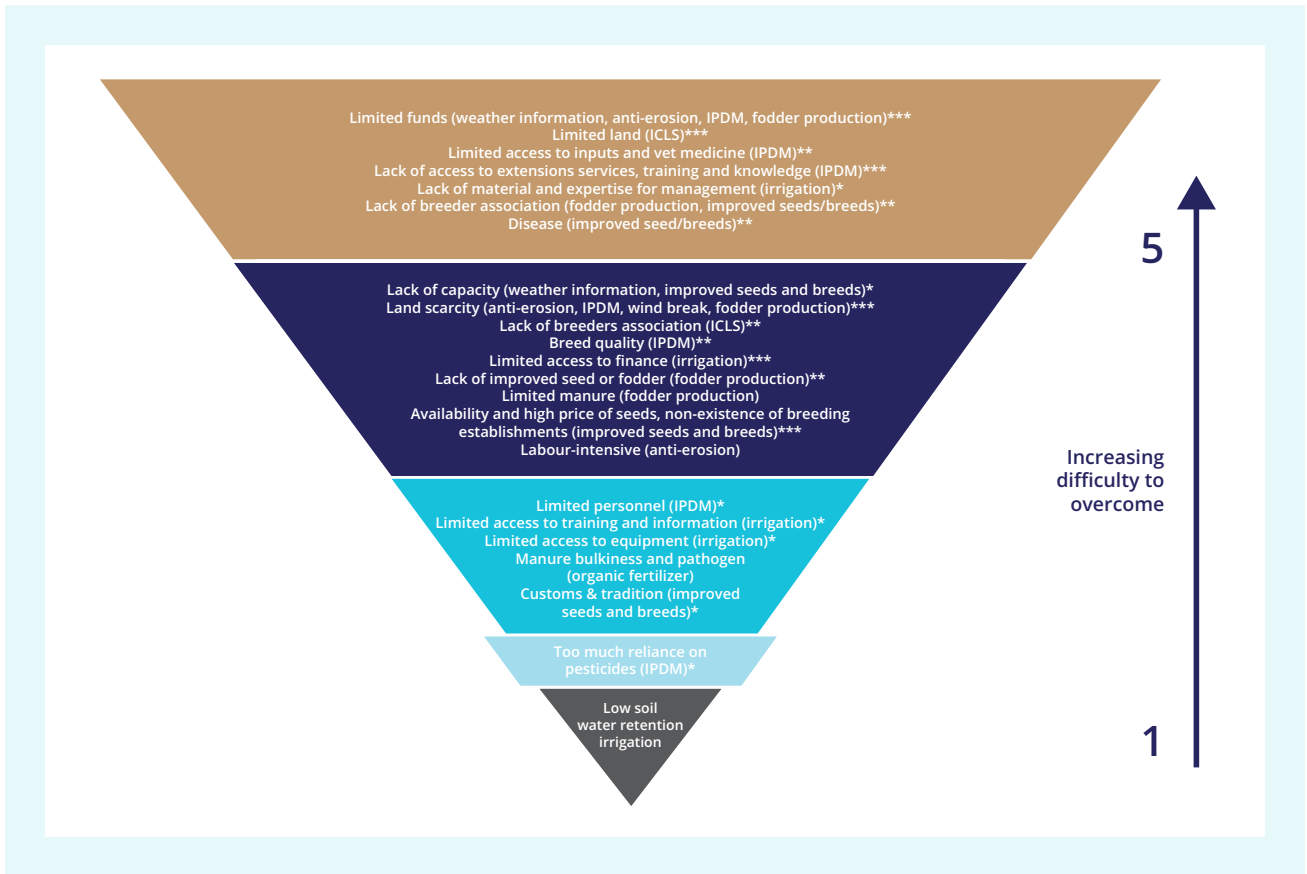 Limited funds (weather information, anti-erosion, IPDM, fodder production)***
Limited land (ICLS)***
Limited access to inputs and vet medicine (IPDM)**
Lack of access to extensions services, training and knowledge (IPDM)***
Lack of material and expertise for management (irrigation)*
Lack of breeder association (fodder production, improved seeds/breeds)**
Disease (improved seed/breeds)**
5
Lack of capacity (weather information, improved seeds and breeds)*
Land scarcity (anti-erosion, IPDM, wind break, fodder production)***
Lack of breeders association (ICLS)**
Breed quality (IPDM)**
Limited access to finance (irrigation)***
Lack of improved seed or fodder (fodder production)**
Limited manure (fodder production)
Availability and high price of seeds, non-existence of breeding
establishments (improved seeds and breeds)***
Labour-intensive (anti-erosion)
Increasing
difficulty to
overcome
Limited personnel (IPDM)*
Limited access to training and information (irrigation)*
Limited access to equipment (irrigation)*
Manure bulkiness and pathogen
(organic fertilizer)
Customs & tradition (improved
seeds and breeds)*
Too much reliance on
pesticides (IPDM)*
Low soil
water retention
irrigation
1